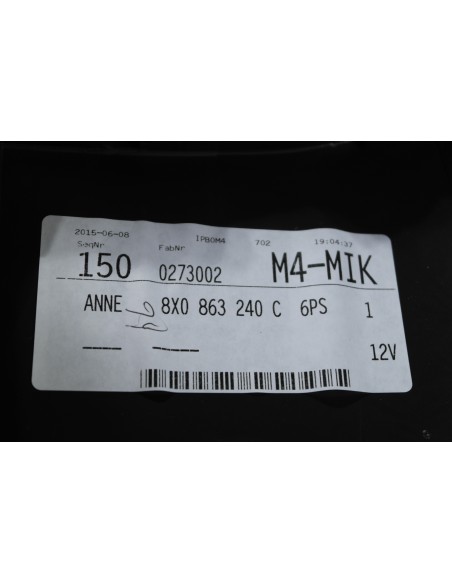 2015-06-08 IPB0M4 702 19:04:37
SeqNr FabNr
150 0273002 M4-MIK
ANNE 8X0 863 240 C 6PS 1
12V